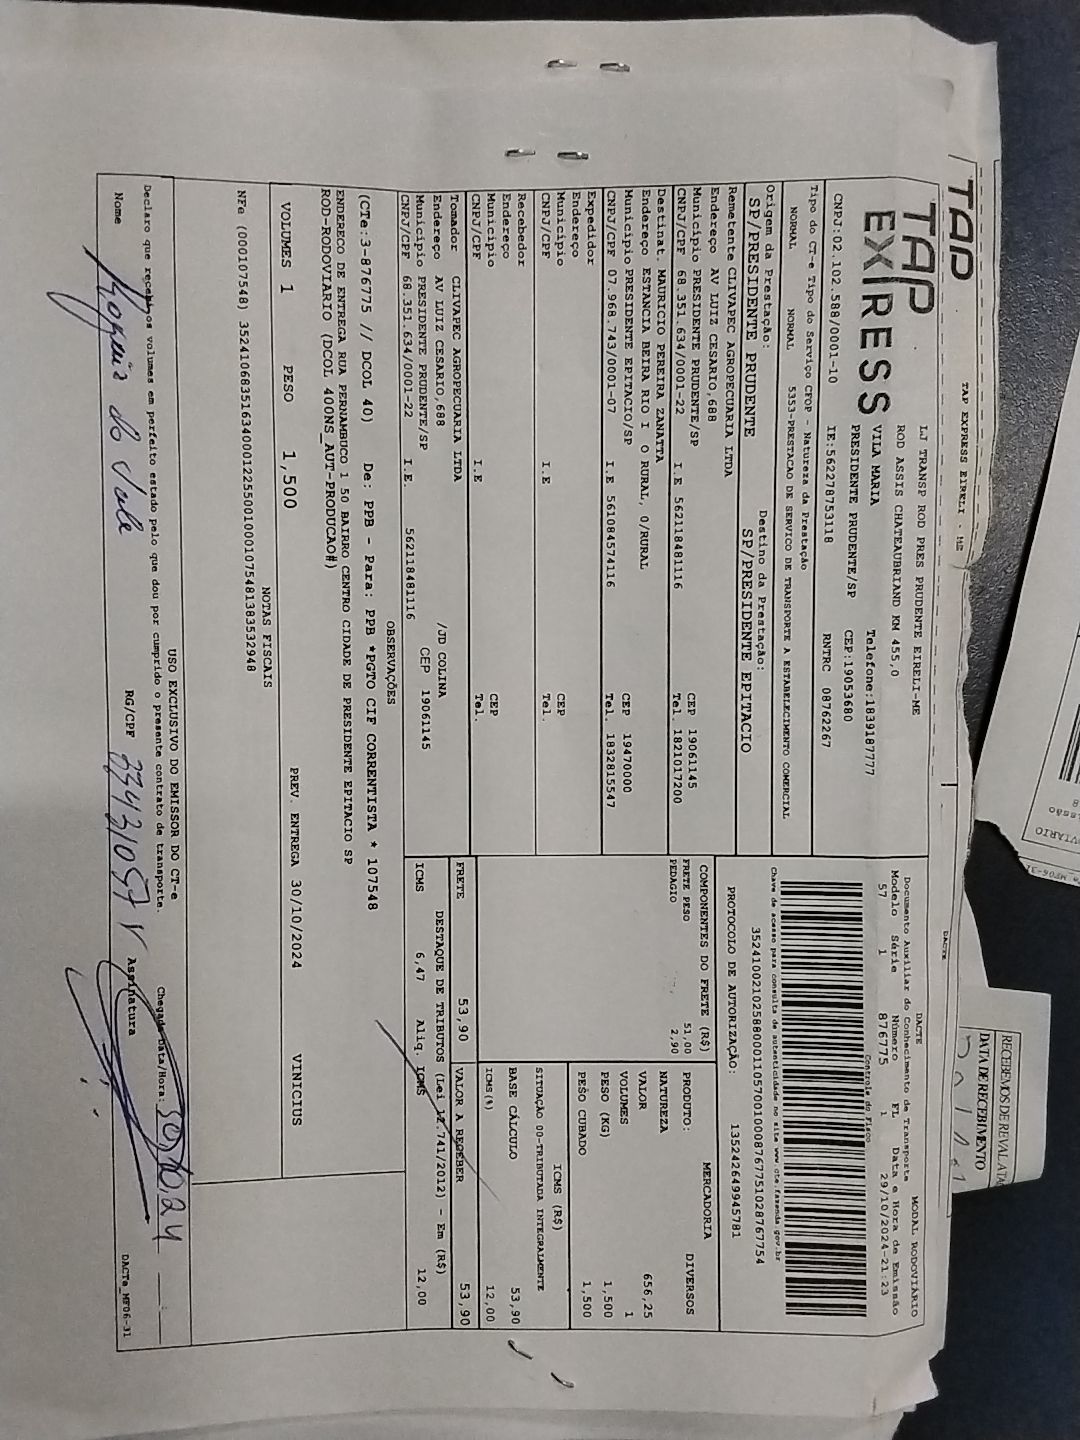 TAP EXPRESS EIRELI - ME
TAP
TAP
EXPRESS
LJ TRANSP ROD PRES PRUDENTE EIRELI-ME
ROD ASSIS CHATEAUBRIAND KM 455,0
VILA MARIA Telefone:1839187777
PRESIDENTE PRUDENTE/SP CEP:19053680
CNPJ:02.102.588/0001-10 IE:562278753118 RNTRC 08762267
DACTE
DACTE MODAL RODOVIÁRIO
Documento Auxiliar do Conhecimento de Transporte
Modelo Série Número FL Data e Hora de Emissão
57 1 876775 1 29/10/2024-21:23
Controle do Fisco
Chave de acesso para consulta de autenticidade no site www.cte.fazenda.gov.br
35241002102588000110570010008767751028767754
PROTOCOLO DE AUTORIZAÇÃO: 135242649945781
Tipo do CT-e Tipo do Serviço CFOP - Natureza da Prestação
NORMAL NORMAL 5353-PRESTACAO DE SERVICO DE TRANSPORTE A ESTABELECIMENTO COMERCIAL
Origem da Prestação: Destino da Prestação:
SP/PRESIDENTE PRUDENTE SP/PRESIDENTE EPITACIO
Remetente CLIVAPEC AGROPECUARIA LTDA
Endereço AV LUIZ CESARIO,688
Município PRESIDENTE PRUDENTE/SP CEP 19061145
CNPJ/CPF 68.351.634/0001-22 I.E 562118481116 Tel. 1821017200
Destinat. MAURICIO PEREIRA ZANATTA
Endereço ESTANCIA BEIRA RIO I 0 RURAL, 0/RURAL
Município PRESIDENTE EPITACIO/SP CEP 19470000
CNPJ/CPF 07.968.743/0001-07 I.E 561084574116 Tel. 1832815547
Expedidor
Endereço
Município CEP
CNPJ/CPF I.E Tel.
Recebedor
Endereço
Município CEP
CNPJ/CPF I.E Tel.
Tomador CLIVAPEC AGROPECUARIA LTDA
Endereço AV LUIZ CESARIO,688 /JD COLINA
Município PRESIDENTE PRUDENTE/SP CEP 19061145
CNPJ/CPF 68.351.634/0001-22 I.E. 562118481116
COMPONENTES DO FRETE (R$)
FRETE PESO 51,00
PEDAGIO 2,90
PRODUTO: MERCADORIA
NATUREZA DIVERSOS
VALOR 656,25
VOLUMES 1
PESO (KG) 1,500
PESO CUBADO 1,500
ICMS (R$)
SITUAÇÃO 00-TRIBUTADA INTEGRALMENTE
BASE CÁLCULO 53,90
ICMS(%) 12,00
FRETE 53,90 VALOR A RECEBER 53,90
DESTAQUE DE TRIBUTOS (Lei 12.741/2012) - Em (R$)
ICMS 6,47 Aliq. ICMS 12,00
OBSERVAÇÕES
(CTe:3-876775 // DCOL 40) De: PPB - Para: PPB *PGTO CIF CORRENTISTA * 107548
ENDERECO DE ENTREGA RUA PERNAMBUCO 1 50 BAIRRO CENTRO CIDADE DE PRESIDENTE EPITACIO SP
ROD-RODOVIARIO (DCOL 400NS_AUT-PRODUCAO#)
VOLUMES 1 PESO 1,500 PREV. ENTREGA 30/10/2024 VINICIUS
NOTAS FISCAIS
NFe (000107548) 35241068351634000122550010001075481383532948
USO EXCLUSIVO DO EMISSOR DO CT-e
Declaro que recebi os volumes em perfeito estado pelo que dou por cumprido o presente contrato de transporte. Chegada Data/Hora: 30,10,24
Nome do Vale RG/CPF Assinatura
DACTe_MF06-31
RECEBEMOS DE REVAL ATA
DATA DE RECEBIMENTO